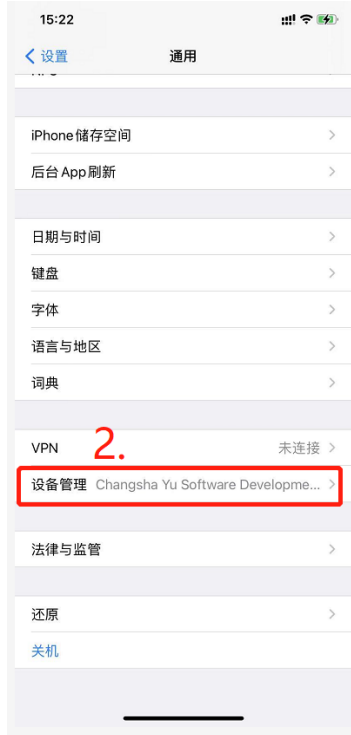 15:22
设置 通用
iPhone储存空间
后台App刷新
日期与时间
键盘
字体
语言与地区
词典
VPN 2. 未连接
设备管理 Changsha Yu Software Developme...
法律与监管
还原
关机